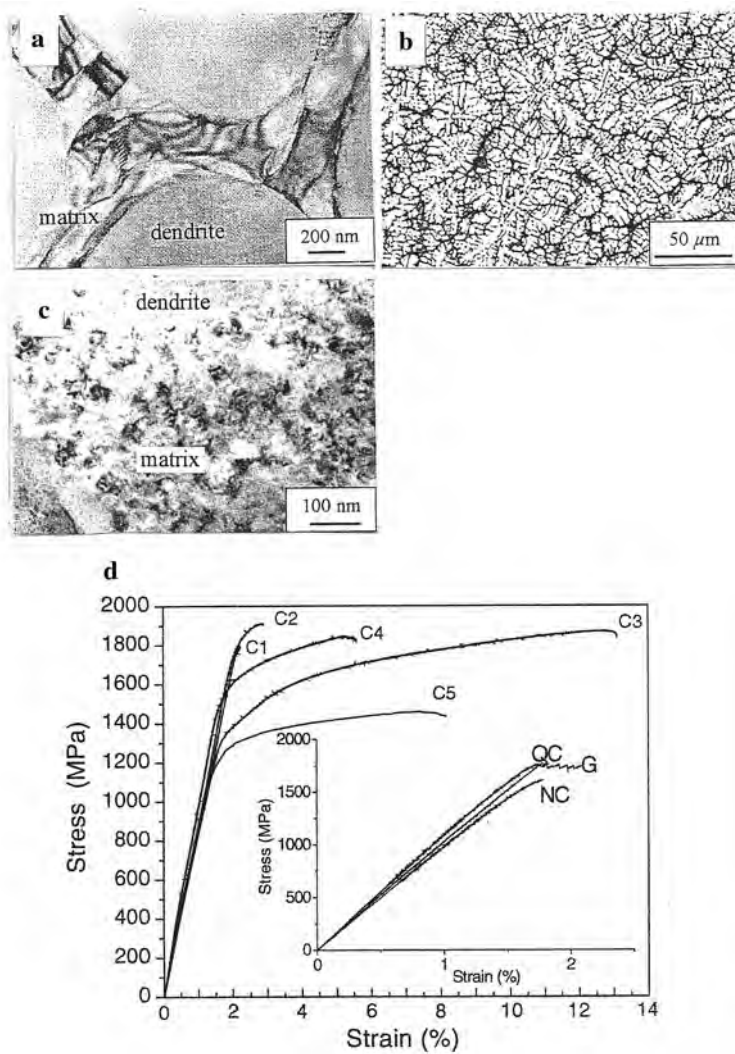 a
matrix
dendrite
200 nm
b
50 µm
c
dendrite
matrix
100 nm
d
2000
1800
1600
1400
1200
1000
800
600
400
200
0
Stress (MPa)
C2
C1
C4
C3
C5
2000
1500
1000
500
0
Stress (MPa)
QC
G
NC
0
1
2
Strain (%)
0
2
4
6
8
10
12
14
Strain (%)